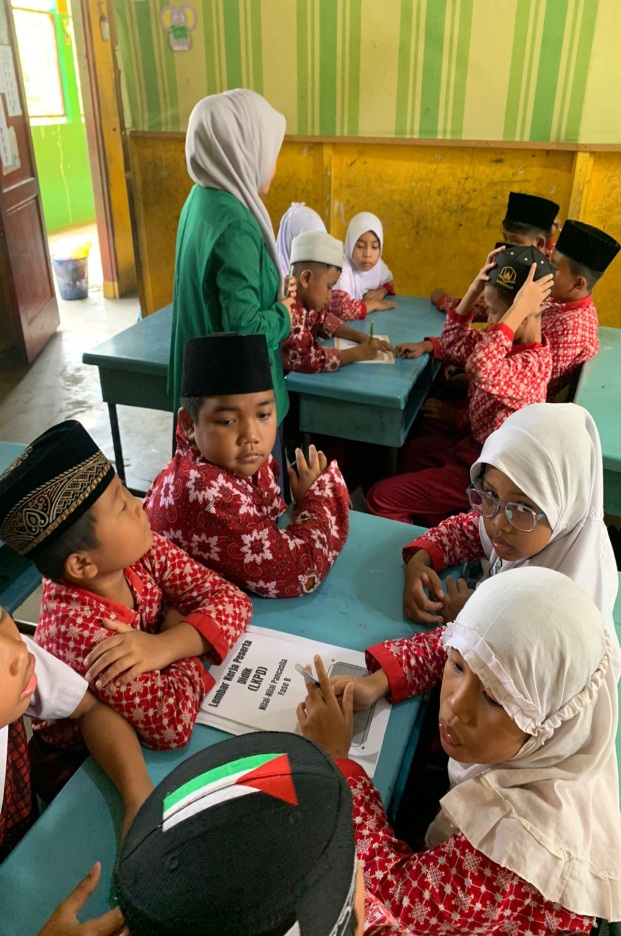 Lembar Kerja Peserta
Didik
(LKPD)
Nilai-Nilai Pancasila
Fase B